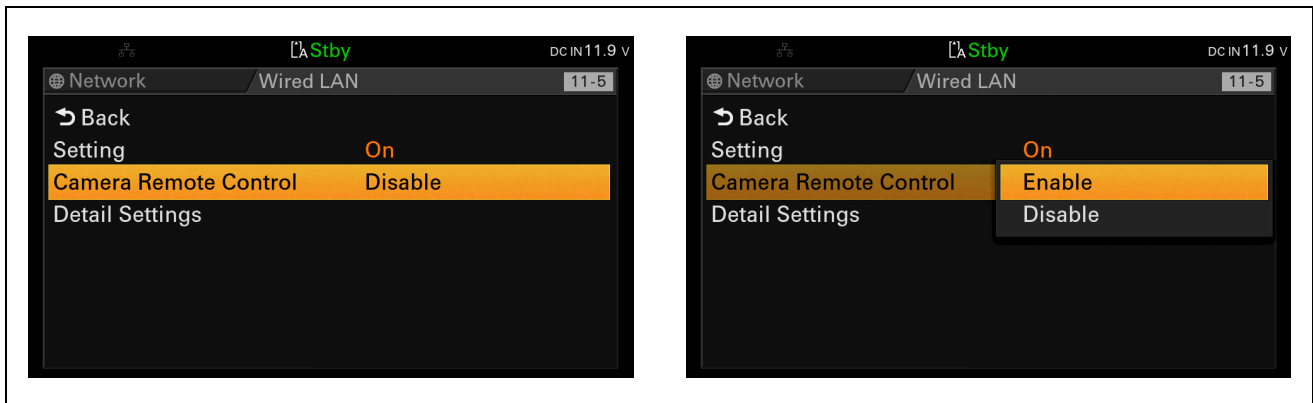 Stby DC IN 11.9 V
Network Wired LAN 11-5
Back
Setting On
Camera Remote Control Disable
Detail Settings
Stby DC IN 11.9 V
Network Wired LAN 11-5
Back
Setting On
Camera Remote Control Enable
Detail Settings Disable